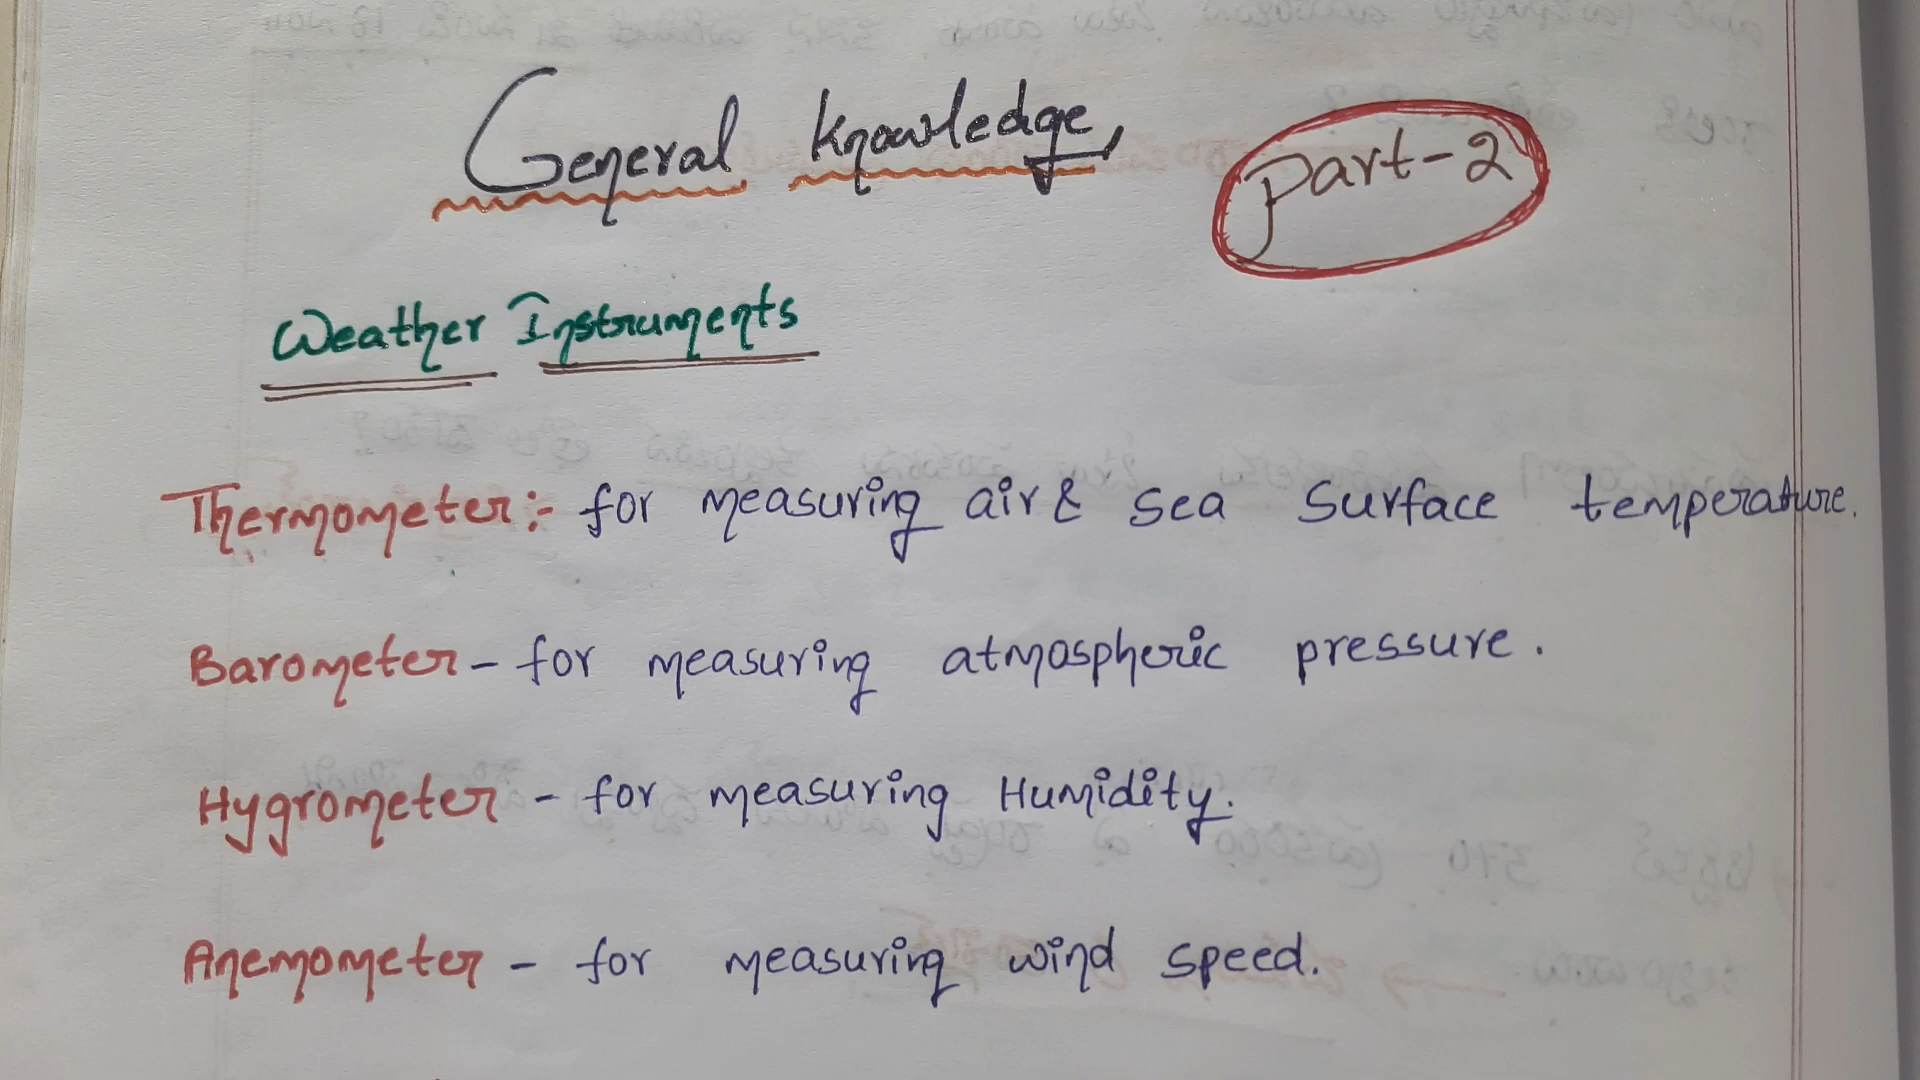 General Knowledge,
Part-2
Weather Instruments
Thermometer:- for measuring air & sea surface temperature.
Barometer - for measuring atmospheric pressure.
Hygrometer - for measuring Humidity.
Anemometer - for measuring wind speed.